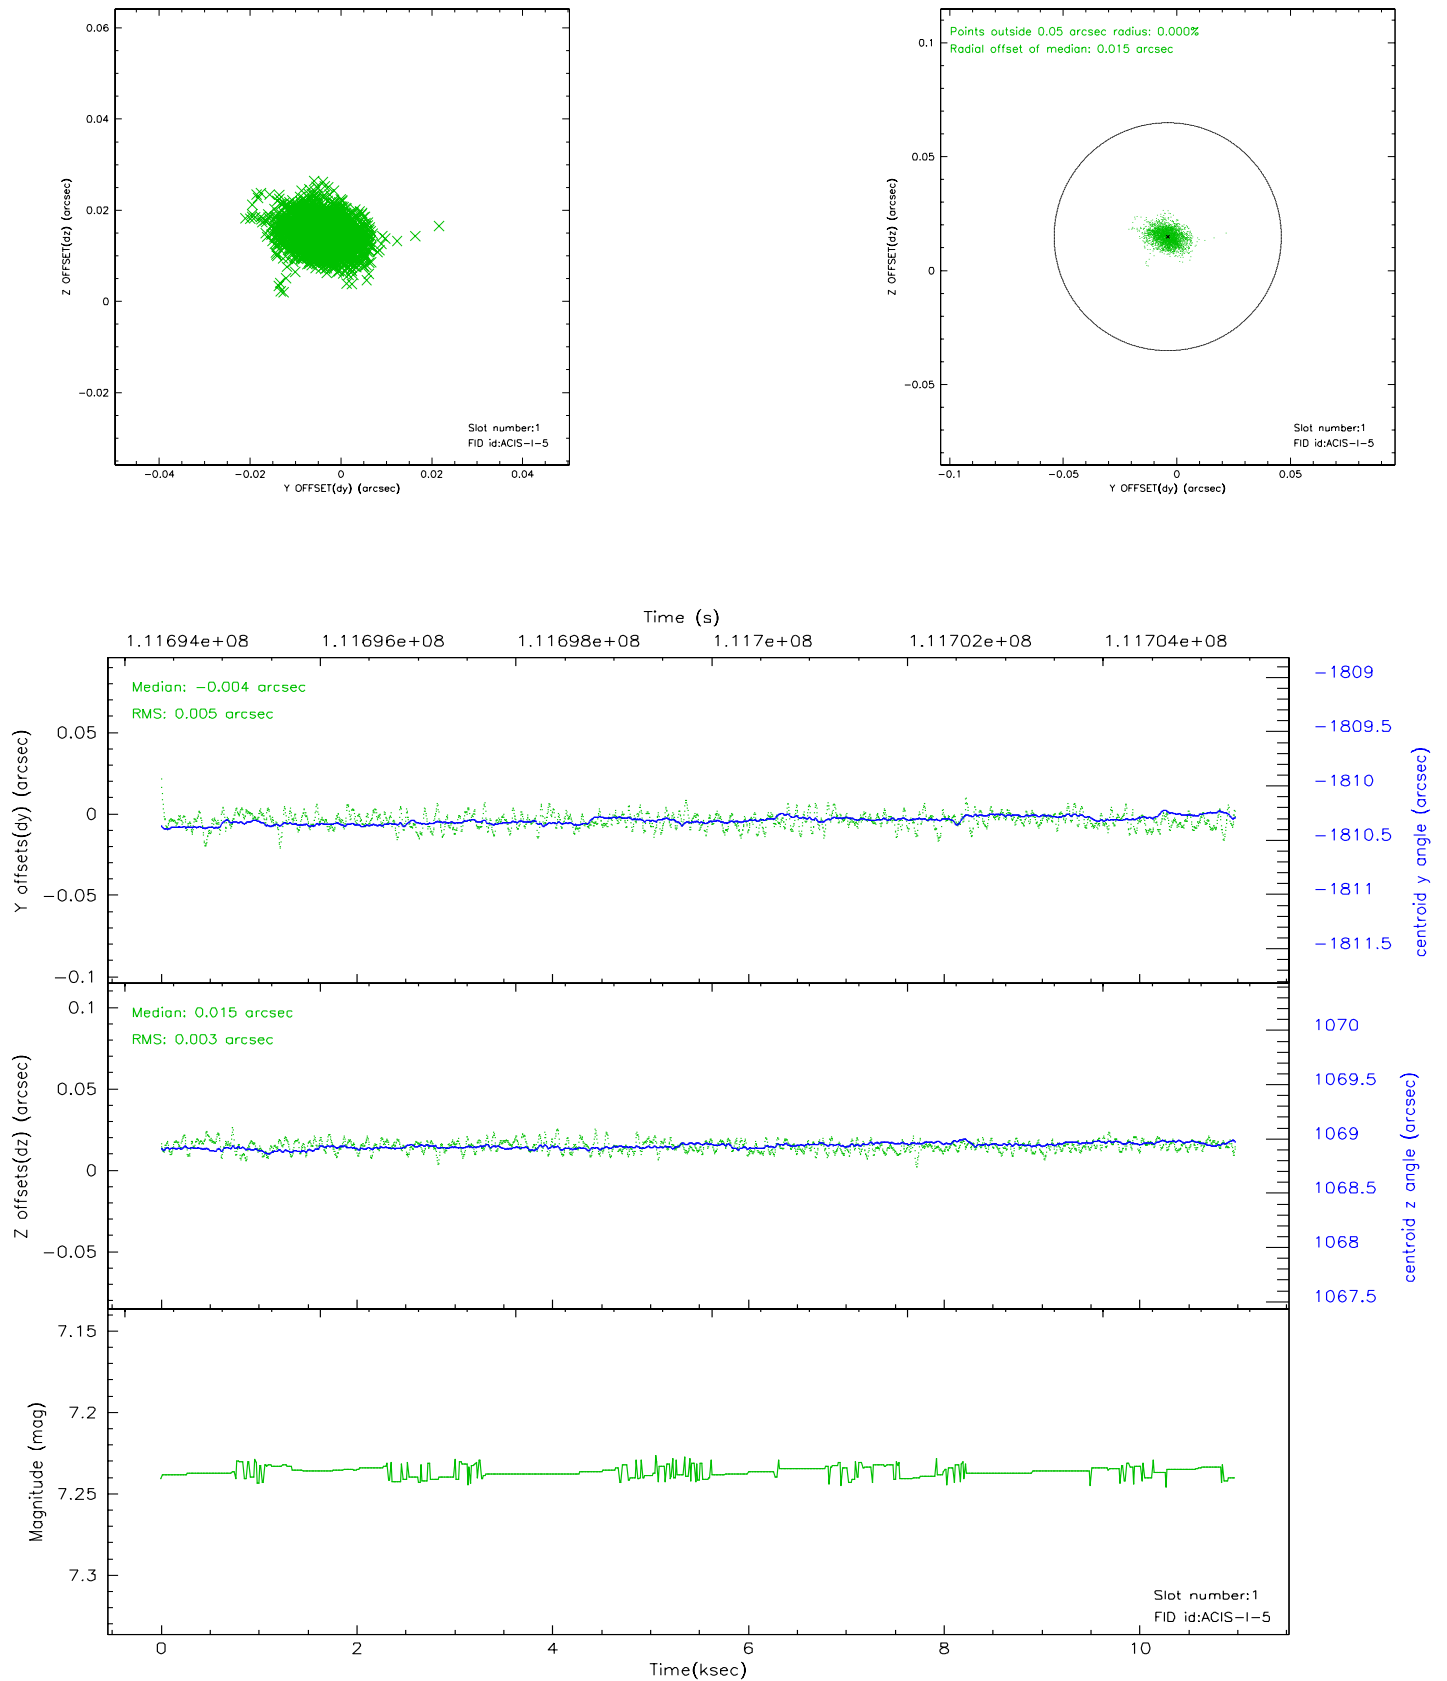 0.06
0.04
0.02
0
−0.02
Z OFFSET(dz) (arcsec)
Slot number:1
FID id:ACIS−I−5
−0.04 −0.02 0 0.02 0.04
Y OFFSET(dy) (arcsec)
Points outside 0.05 arcsec radius: 0.000%
Radial offset of median: 0.015 arcsec
0.1
0.05
0
−0.05
Z OFFSET(dz) (arcsec)
Slot number:1
FID id:ACIS−I−5
−0.1 −0.05 0 0.05
Y OFFSET(dy) (arcsec)
Time (s)
1.11694e+08 1.11696e+08 1.11698e+08 1.117e+08 1.11702e+08 1.11704e+08
Median: −0.004 arcsec
RMS: 0.005 arcsec
0.05
0
−0.05
−0.1
Y offsets(dy) (arcsec)
−1809
−1809.5
−1810
−1810.5
−1811
−1811.5
centroid y angle (arcsec)
Median: 0.015 arcsec
RMS: 0.003 arcsec
0.1
0.05
0
−0.05
Z offsets(dz) (arcsec)
1070
1069.5
1069
1068.5
1068
1067.5
centroid z angle (arcsec)
7.15
7.2
7.25
7.3
Magnitude (mag)
Slot number:1
FID id:ACIS−I−5
0 2 4 6 8 10
Time(ksec)